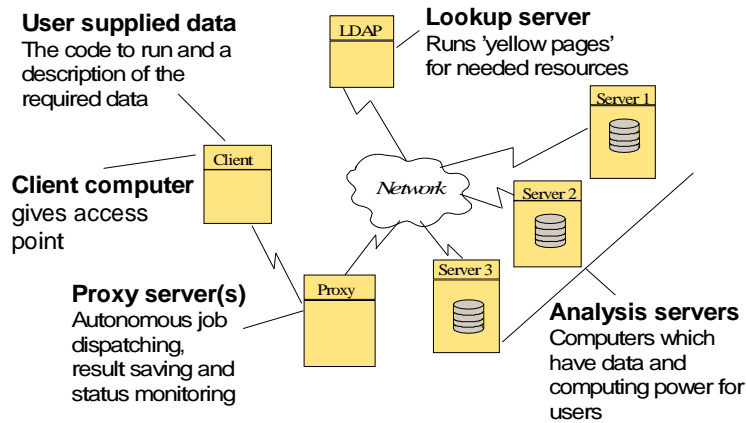 User supplied data
The code to run and a
description of the
required data
LDAP
Lookup server
Runs 'yellow pages'
for needed resources
Server 1
Client
Network
Server 2
Client computer
gives access
point
Server 3
Proxy
Proxy server(s)
Autonomous job
dispatching,
result saving and
status monitoring
Analysis servers
Computers which
have data and
computing power for
users